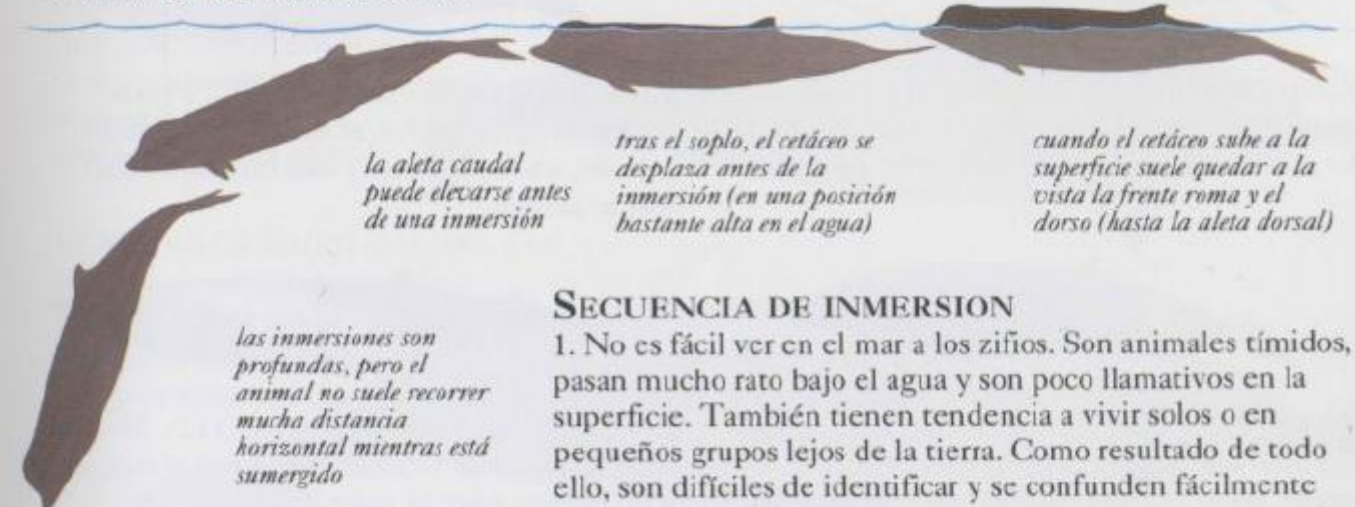 la aleta caudal
puede elevarse antes
de una inmersión
tras el soplo, el cetáceo se
desplaza antes de la
inmersión (en una posición
bastante alta en el agua)
cuando el cetáceo sube a la
superficie suele quedar a la
vista la frente roma y el
dorso (hasta la aleta dorsal)
las inmersiones son
profundas, pero el
animal no suele recorrer
mucha distancia
horizontal mientras está
sumergido
SECUENCIA DE INMERSION
1. No es fácil ver en el mar a los zifios. Son animales tímidos,
pasan mucho rato bajo el agua y son poco llamativos en la
superficie. También tienen tendencia a vivir solos o en
pequeños grupos lejos de la tierra. Como resultado de todo
ello, son difíciles de identificar y se confunden fácilmente